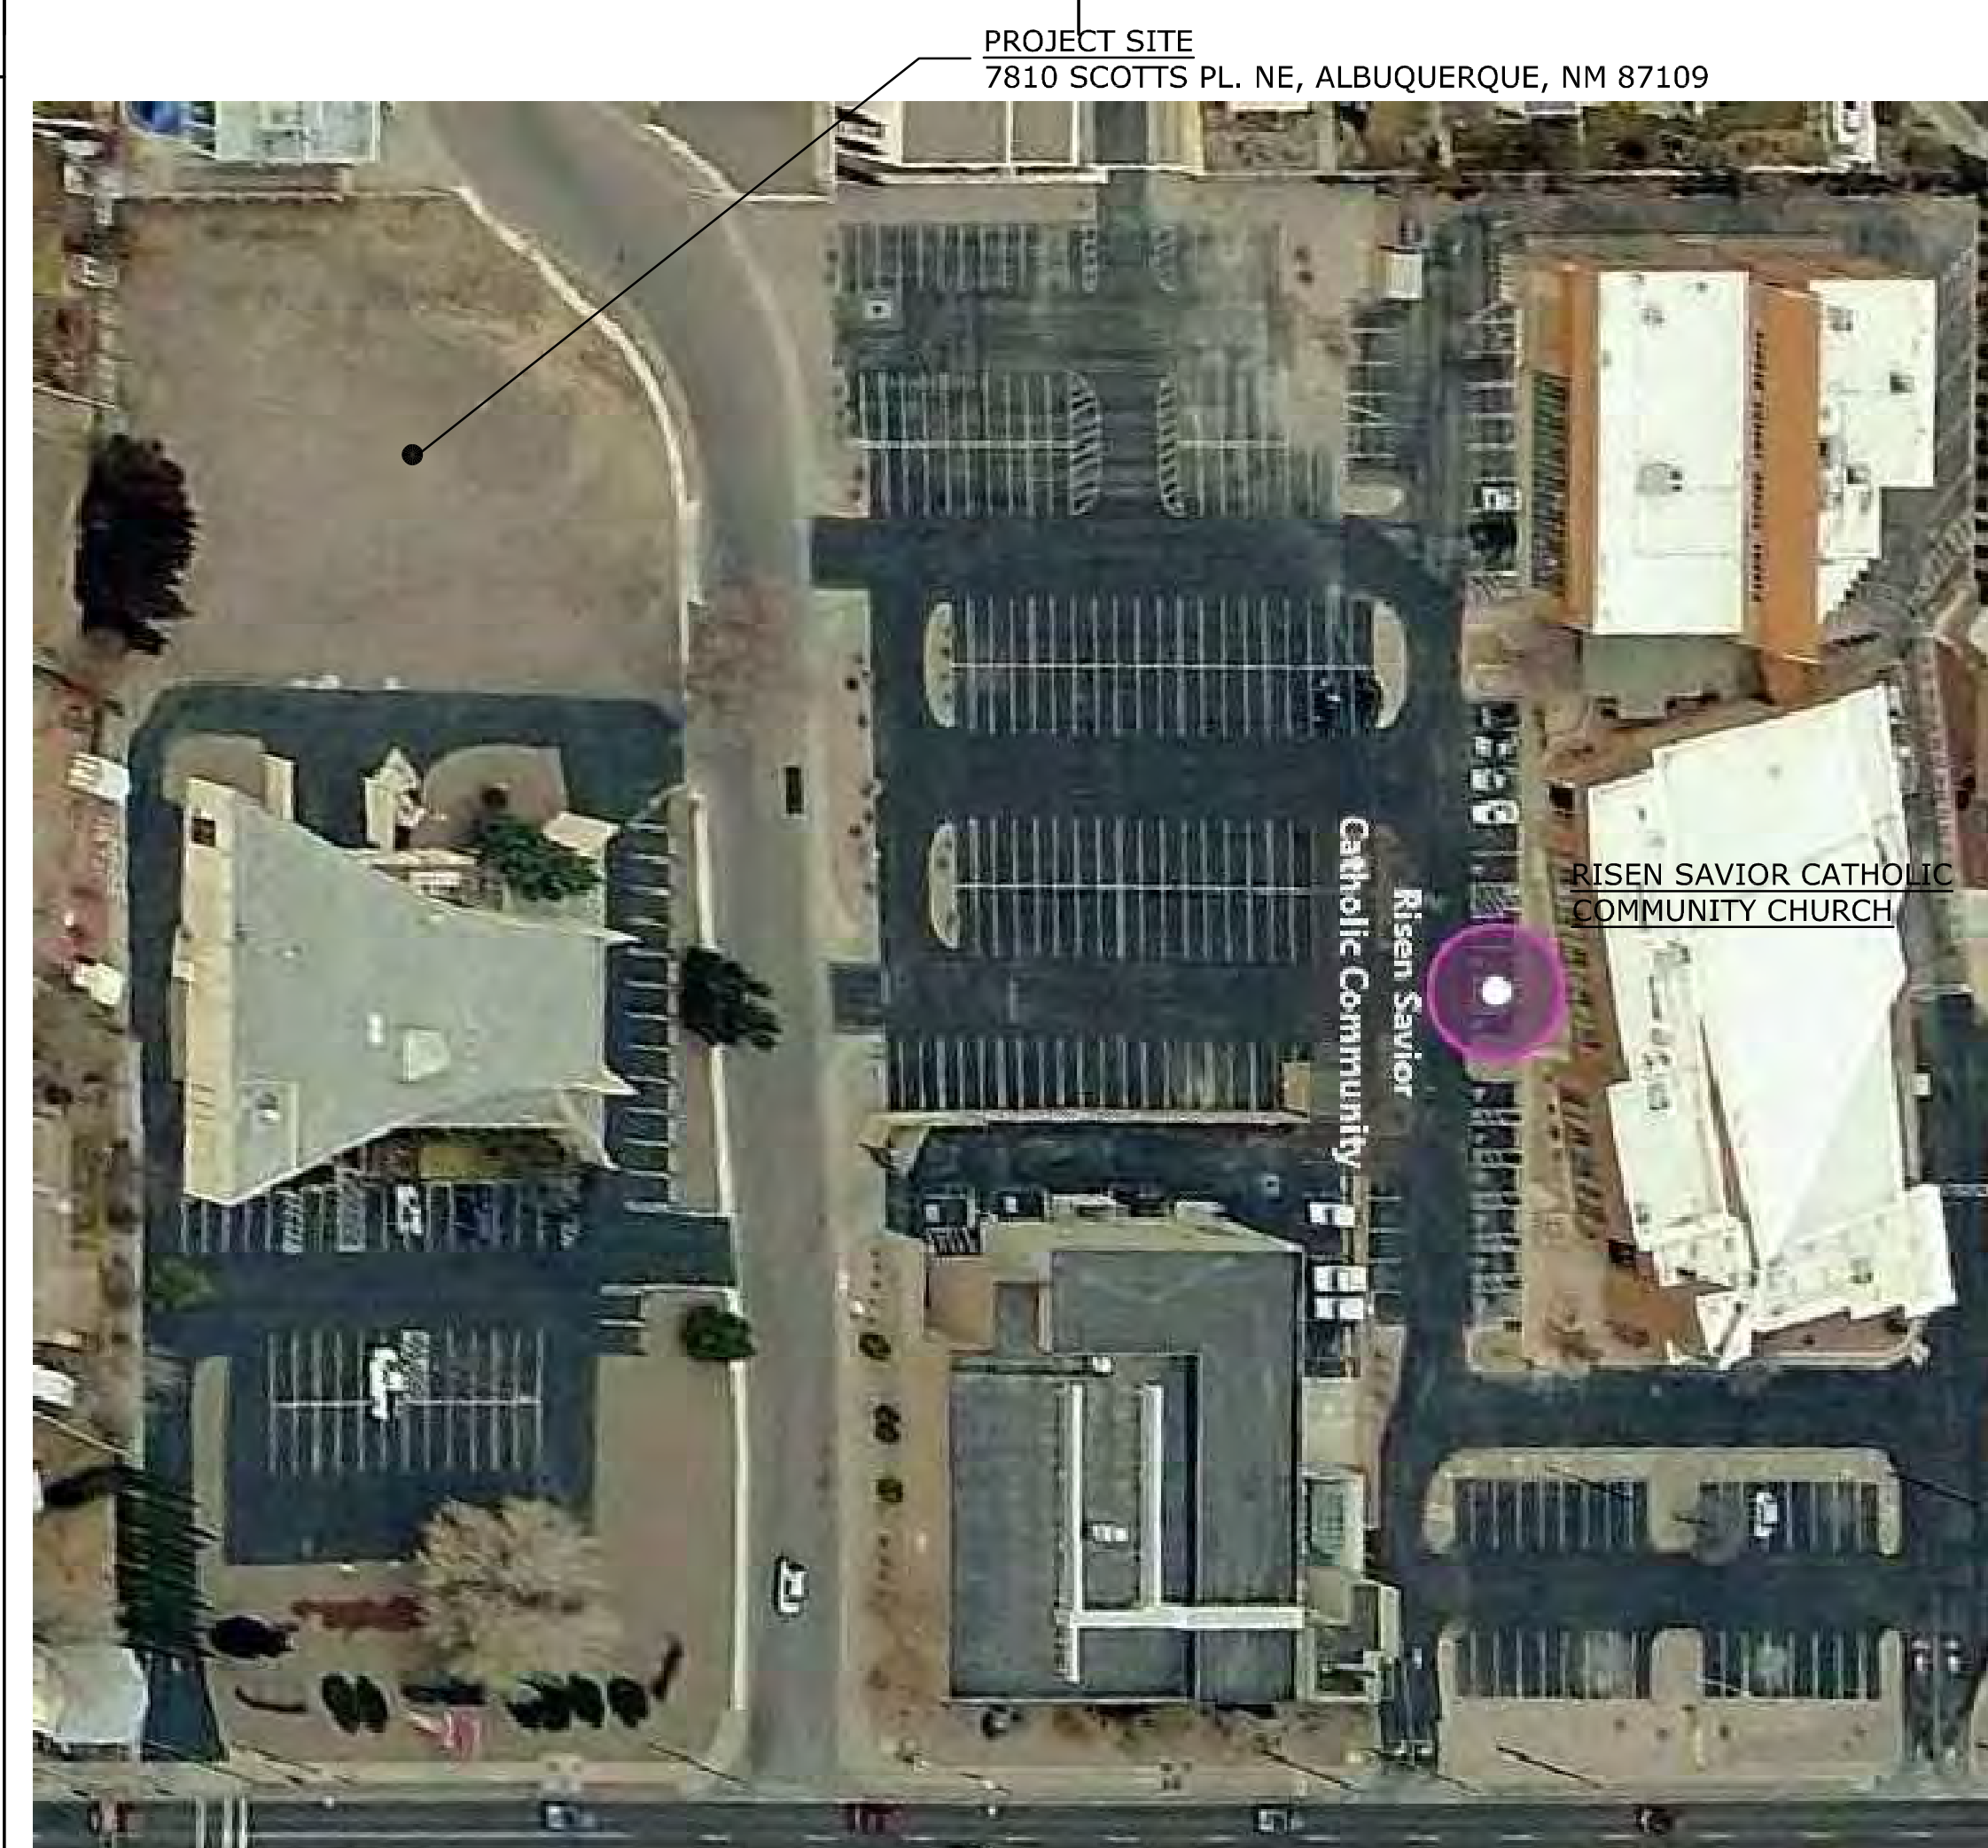 PROJECT SITE
7810 SCOTTS PL. NE, ALBUQUERQUE, NM 87109
RISEN SAVIOR CATHOLIC
COMMUNITY CHURCH
Risen Savior
Catholic Community